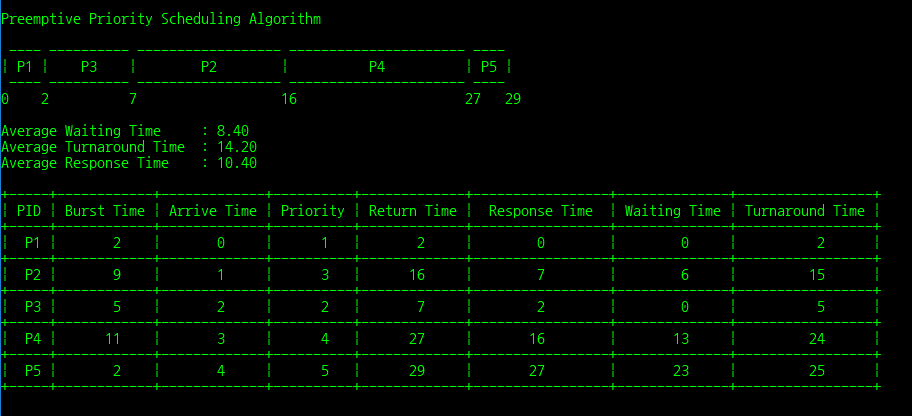 Preemptive Priority Scheduling Algorithm
---- ---------- ------------------ ---------------------- ----
¦ P1 ¦ P3 ¦ P2 ¦ P4 ¦ P5 ¦
---- ---------- ------------------ ---------------------- ----
0 2 7 16 27 29
Average Waiting Time : 8.40
Average Turnaround Time : 14.20
Average Response Time : 10.40
+-----+------------+-------------+----------+-------------+-----------------+--------------+-----------------+
¦ PID ¦ Burst Time ¦ Arrive Time ¦ Priority ¦ Return Time ¦ Response Time ¦ Waiting Time ¦ Turnaround Time ¦
+-----+------------+-------------+----------+-------------+-----------------+--------------+-----------------+
¦ P1 ¦ 2 ¦ 0 ¦ 1 ¦ 2 ¦ 0 ¦ 0 ¦ 2 ¦
+-----+------------+-------------+----------+-------------+-----------------+--------------+-----------------+
¦ P2 ¦ 9 ¦ 1 ¦ 3 ¦ 16 ¦ 7 ¦ 6 ¦ 15 ¦
+-----+------------+-------------+----------+-------------+-----------------+--------------+-----------------+
¦ P3 ¦ 5 ¦ 2 ¦ 2 ¦ 7 ¦ 2 ¦ 0 ¦ 5 ¦
+-----+------------+-------------+----------+-------------+-----------------+--------------+-----------------+
¦ P4 ¦ 11 ¦ 3 ¦ 4 ¦ 27 ¦ 16 ¦ 13 ¦ 24 ¦
+-----+------------+-------------+----------+-------------+-----------------+--------------+-----------------+
¦ P5 ¦ 2 ¦ 4 ¦ 5 ¦ 29 ¦ 27 ¦ 23 ¦ 25 ¦
+-----+------------+-------------+----------+-------------+-----------------+--------------+-----------------+